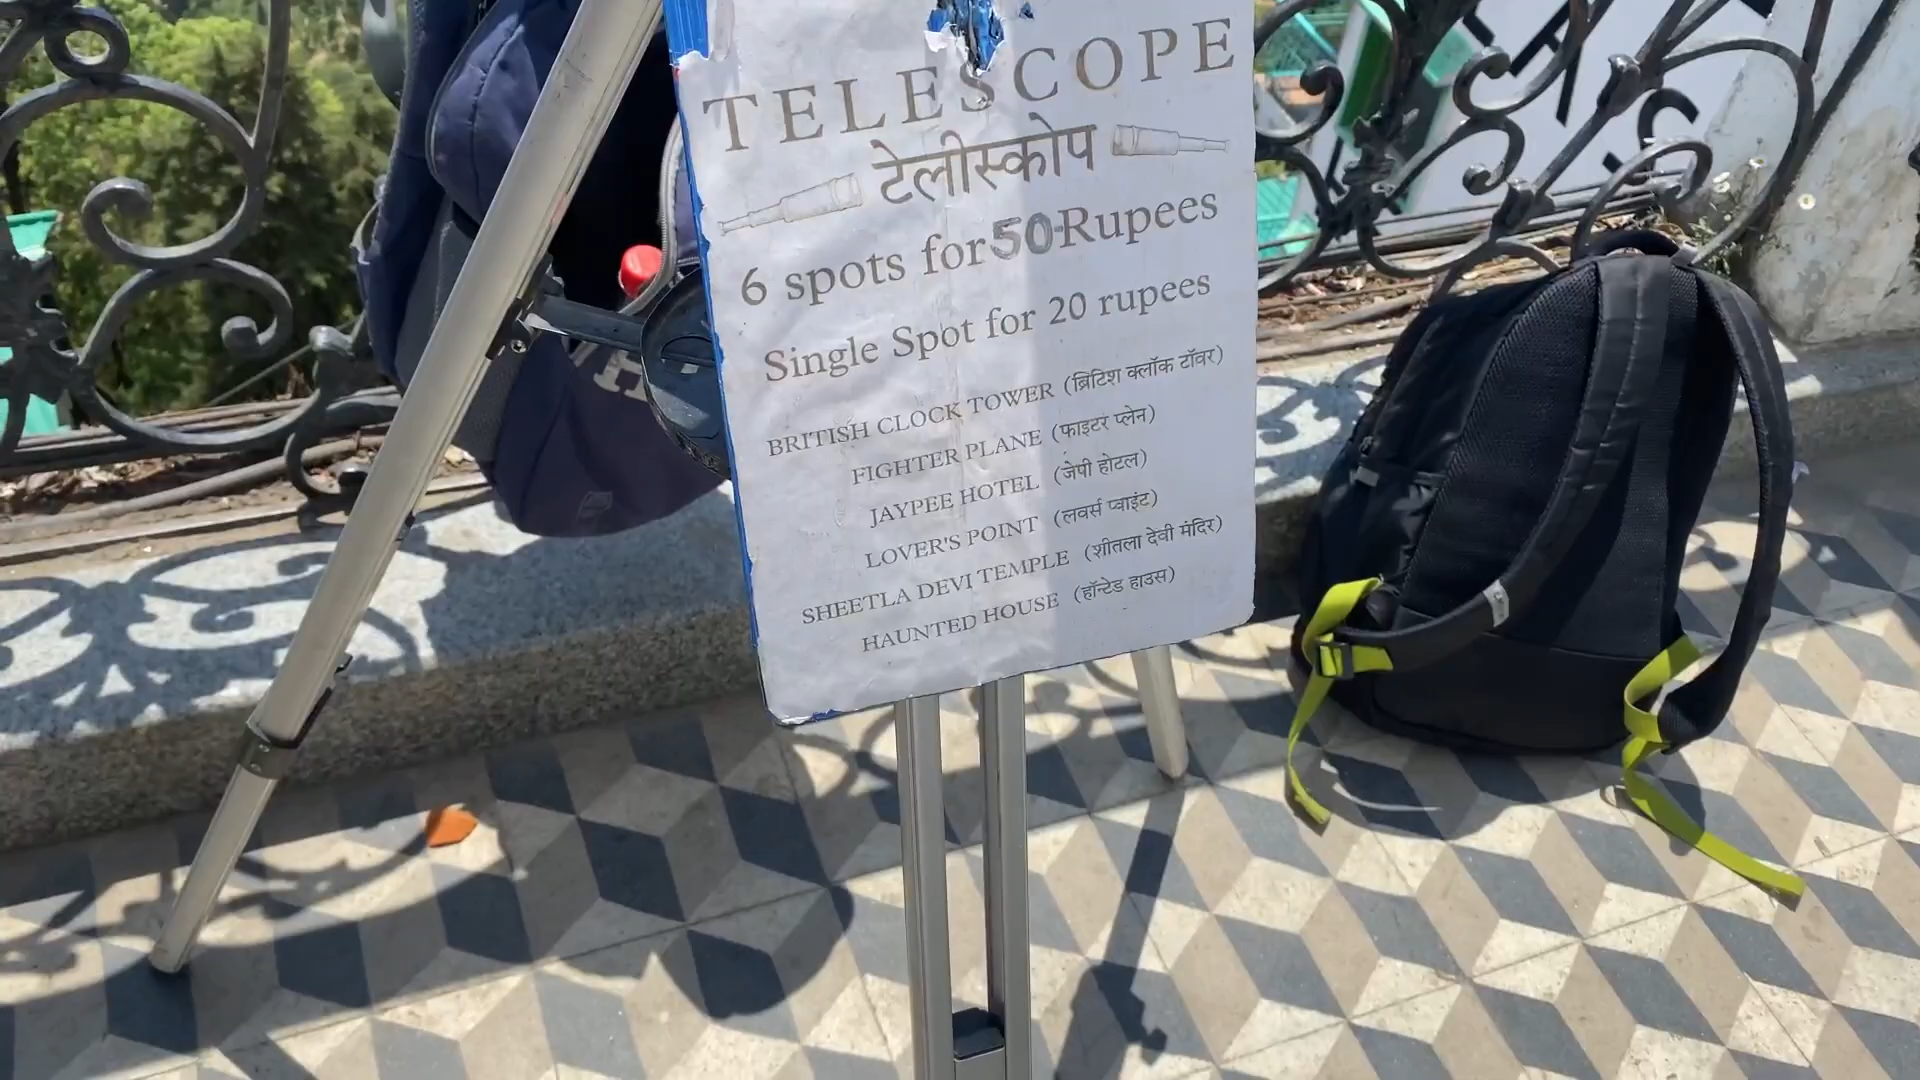 TELESCOPE
टेलीस्कोप
6 spots for 50 Rupees
Single Spot for 20 rupees
BRITISH CLOCK TOWER (ब्रिटिश क्लॉक टॉवर)
FIGHTER PLANE (फाइटर प्लेन)
JAYPEE HOTEL (जेपी होटल)
LOVER'S POINT (लवर्स प्वाइंट)
SHEETLA DEVI TEMPLE (शीतला देवी मंदिर)
HAUNTED HOUSE (हॉन्टेड हाउस)